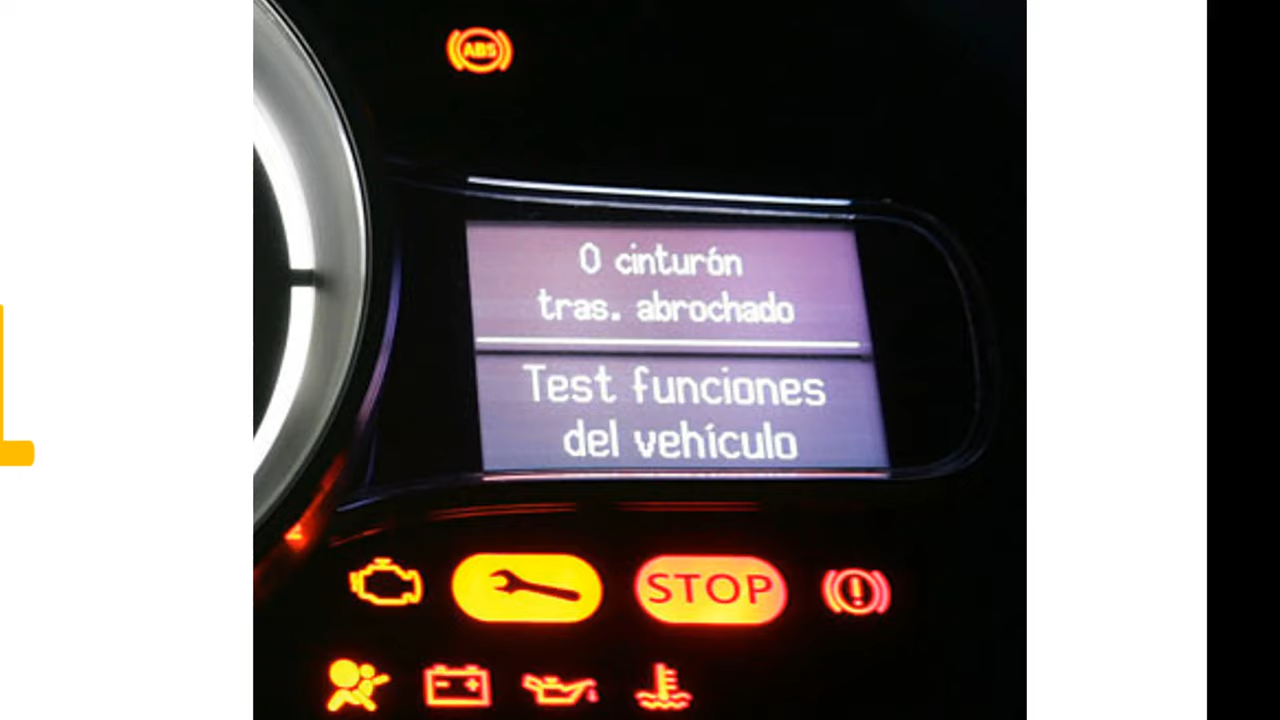 ABS
0 cinturón
tras. abrochado
Test funciones
del vehículo
STOP